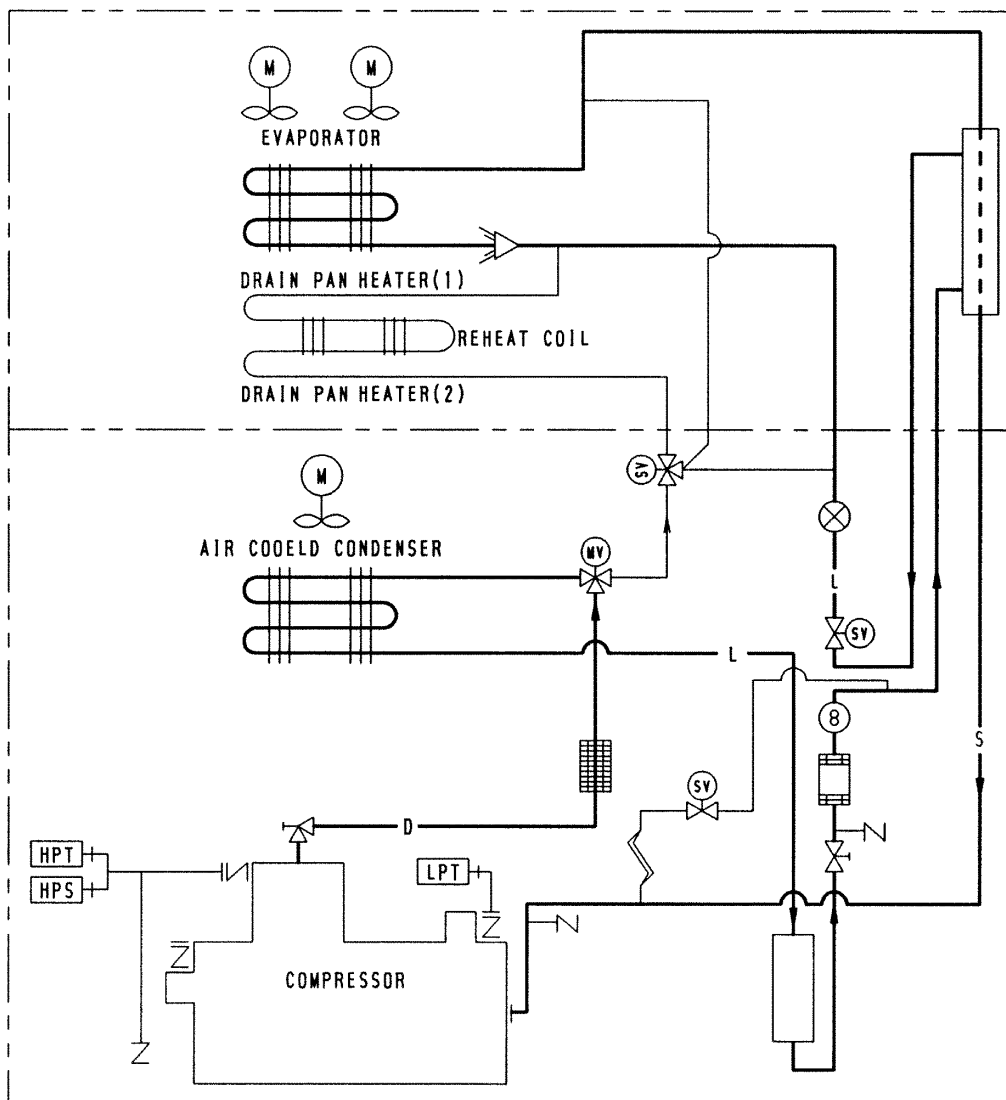 M
M
EVAPORATOR
DRAIN PAN HEATER(1)
REHEAT COIL
DRAIN PAN HEATER(2)
SV
M
AIR COOELD CONDENSER
MV
L
SV
L
8
S
SV
D
HPT
LPT
HPS
COMPRESSOR